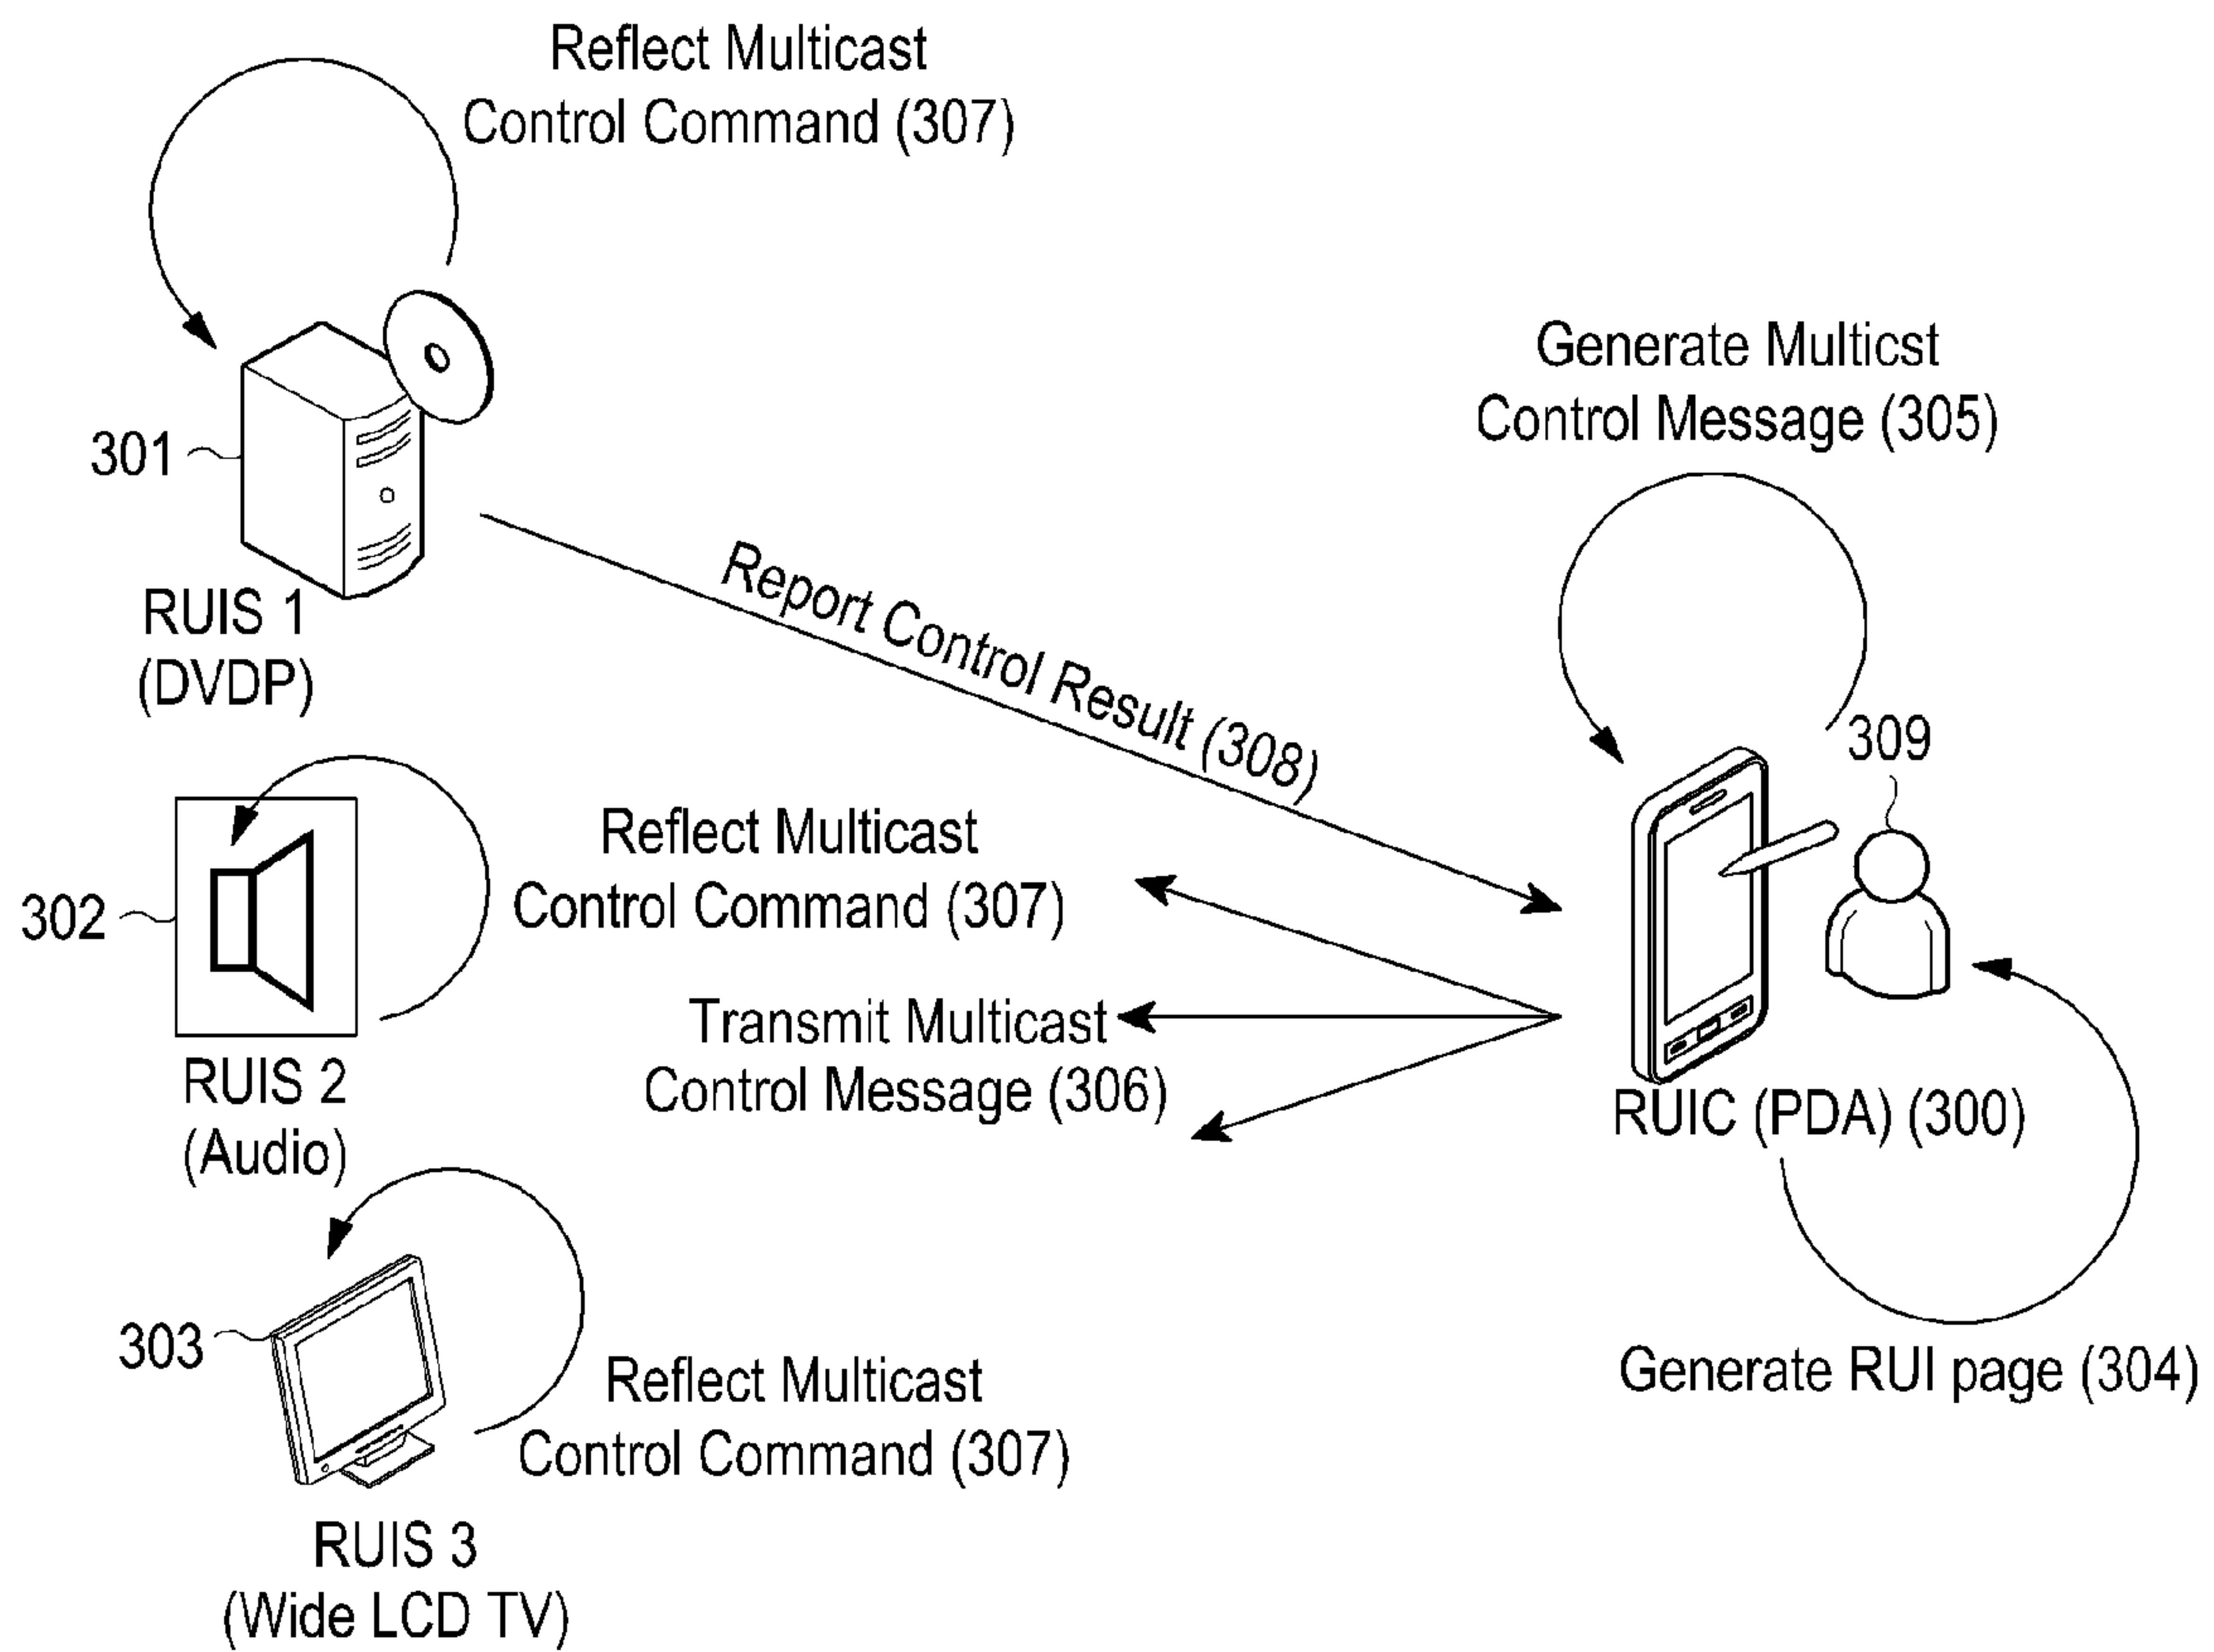 Reflect Multicast
Control Command (307)
301
RUIS 1
(DVDP)
Report Control Result (308)
Generate Multicst
Control Message (305)
309
302
Reflect Multicast
Control Command (307)
RUIS 2
(Audio)
Transmit Multicast
Control Message (306)
RUIC (PDA) (300)
303
Reflect Multicast
Control Command (307)
Generate RUI page (304)
RUIS 3
(Wide LCD TV)